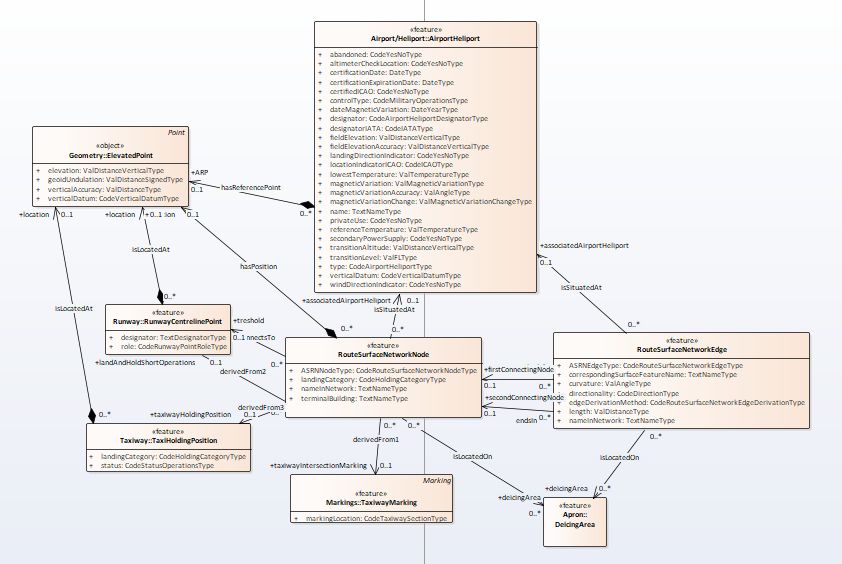 «feature»
Airport/Heliport::AirportHeliport
+ abandoned: CodeYesNoType
+ altimeterCheckLocation: CodeYesNoType
+ certificationDate: DateType
+ certificationExpirationDate: DateType
+ certifiedICAO: CodeYesNoType
+ controlType: CodeMilitaryOperationsType
+ dateMagneticVariation: DateYearType
+ designator: CodeAirportHeliportDesignatorType
+ designatorIATA: CodeIATAType
+ fieldElevation: ValDistanceVerticalType
+ fieldElevationAccuracy: ValDistanceVerticalType
+ landingDirectionIndicator: CodeYesNoType
+ locationIndicatorICAO: CodeICAOType
+ lowestTemperature: ValTemperatureType
+ magneticVariation: ValMagneticVariationType
+ magneticVariationAccuracy: ValAngleType
+ magneticVariationChange: ValMagneticVariationChangeType
+ name: TextNameType
+ privateUse: CodeYesNoType
+ referenceTemperature: ValTemperatureType
+ secondaryPowerSupply: CodeYesNoType
+ transitionAltitude: ValDistanceVerticalType
+ transitionLevel: ValFLType
+ type: CodeAirportHeliportType
+ verticalDatum: CodeVerticalDatumType
+ windDirectionIndicator: CodeYesNoType
Point
«object»
Geometry::ElevatedPoint
+ elevation: ValDistanceVerticalType
+ geoidUndulation: ValDistanceSignedType
+ verticalAccuracy: ValDistanceType
+ verticalDatum: CodeVerticalDatumType
+ARP
0..1
hasReferencePoint
0..*
+location 0..1
+location
+0..1
0..1
isLocatedAt
0..*
hasPosition
0..*
isLocatedAt
0..*
+associatedAirportHeliport
0..1
isSituatedAt
0..*
+associatedAirportHeliport 0..1
isSituatedAt
0..*
«feature»
Runway::RunwayCentrelinePoint
+ designator: TextDesignatorType
+ role: CodeRunwayPointRoleType
+treshold
0..1
nnectsTo
0..*
+landAndHoldShortOperations 0..1
derivedFrom2
«feature»
RouteSurfaceNetworkNode
+ ASRNNodeType: CodeRouteSurfaceNetworkNodeType
+ landingCategory: CodeHoldingCategoryType
+ nameInNetwork: TextNameType
+ terminalBuilding: TextNameType
«feature»
RouteSurfaceNetworkEdge
+ ASRNEdgeType: CodeRouteSurfaceNetworkEdgeType
+ correspondingSurfaceFeatureName: TextNameType
+ curvature: ValAngleType
+ directionality: CodeDirectionType
+ edgeDerivationMethod: CodeRouteSurfaceNetworkEdgeDerivationType
+ length: ValDistanceType
+ nameInNetwork: TextNameType
+firstConnectingNode
0..1
0..*
+secondConnectingNode
0..1
0..*
endsIn
derivedFrom3
+taxiwayHoldingPosition 0..1
0..*
«feature»
Taxiway::TaxiHoldingPosition
+ landingCategory: CodeHoldingCategoryType
+ status: CodeStatusOperationsType
0..*
derivedFrom1
+taxiwayIntersectionMarking 0..1
0..*
isLocatedOn
+deicingArea
0..*
0..*
isLocatedOn
+deicingArea
0..*
Marking
«feature»
Markings::TaxiwayMarking
+ markingLocation: CodeTaxiwaySectionType
«feature»
Apron::
DeicingArea